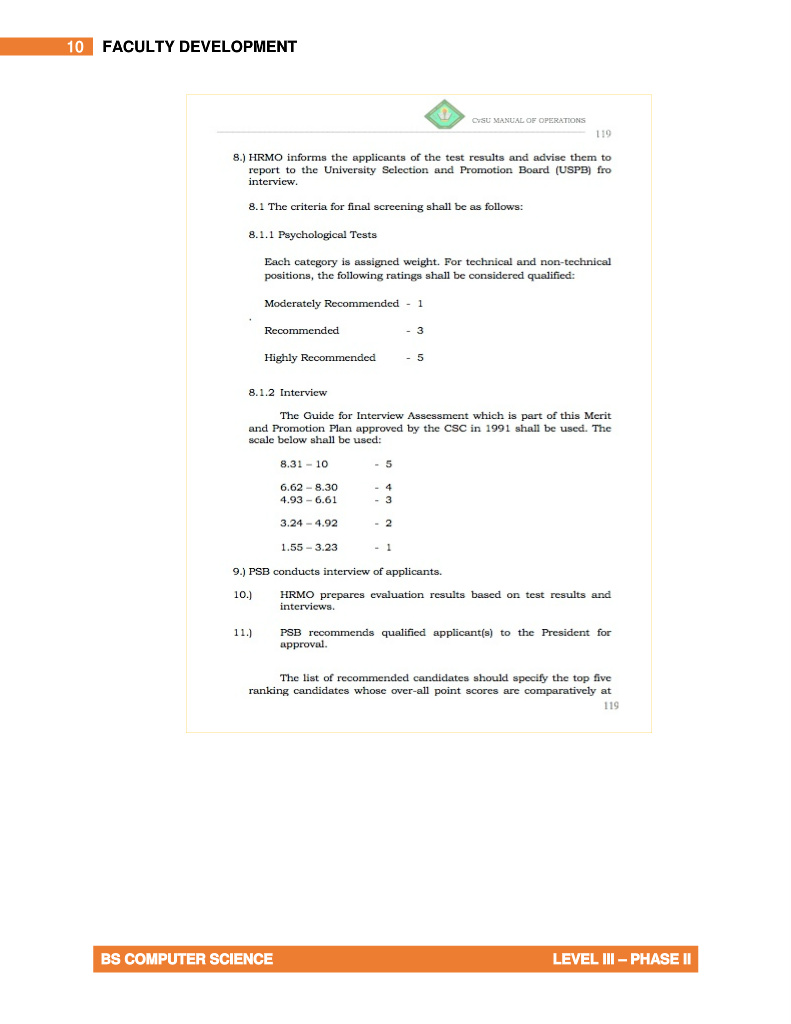 10 FACULTY DEVELOPMENT
CvSU MANUAL OF OPERATIONS
119
8.) HRMO informs the applicants of the test results and advise them to
report to the University Selection and Promotion Board (USPB) fro
interview.
8.1 The criteria for final screening shall be as follows:
8.1.1 Psychological Tests
Each category is assigned weight. For technical and non-technical
positions, the following ratings shall be considered qualified:
Moderately Recommended - 1
Recommended - 3
Highly Recommended - 5
8.1.2 Interview
The Guide for Interview Assessment which is part of this Merit
and Promotion Plan approved by the CSC in 1991 shall be used. The
scale below shall be used:
8.31 – 10 - 5
6.62 – 8.30 - 4
4.93 – 6.61 - 3
3.24 – 4.92 - 2
1.55 – 3.23 - 1
9.) PSB conducts interview of applicants.
10.) HRMO prepares evaluation results based on test results and
interviews.
11.) PSB recommends qualified applicant(s) to the President for
approval.
The list of recommended candidates should specify the top five
ranking candidates whose over-all point scores are comparatively at
119
BS COMPUTER SCIENCE LEVEL III – PHASE II